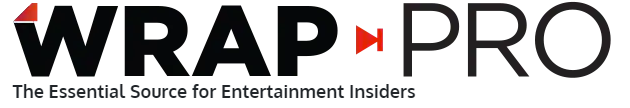 WRAP PRO
The Essential Source for Entertainment Insiders